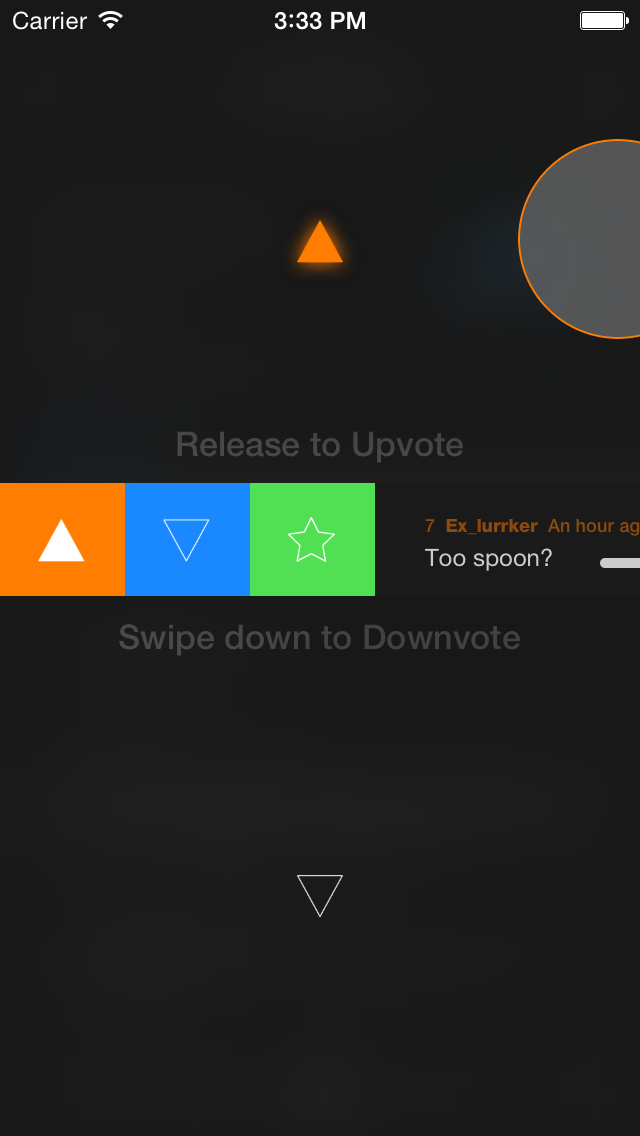 Carrier 3:33 PM
Release to Upvote
7 Ex_lurrker An hour ag
Too spoon?
Swipe down to Downvote